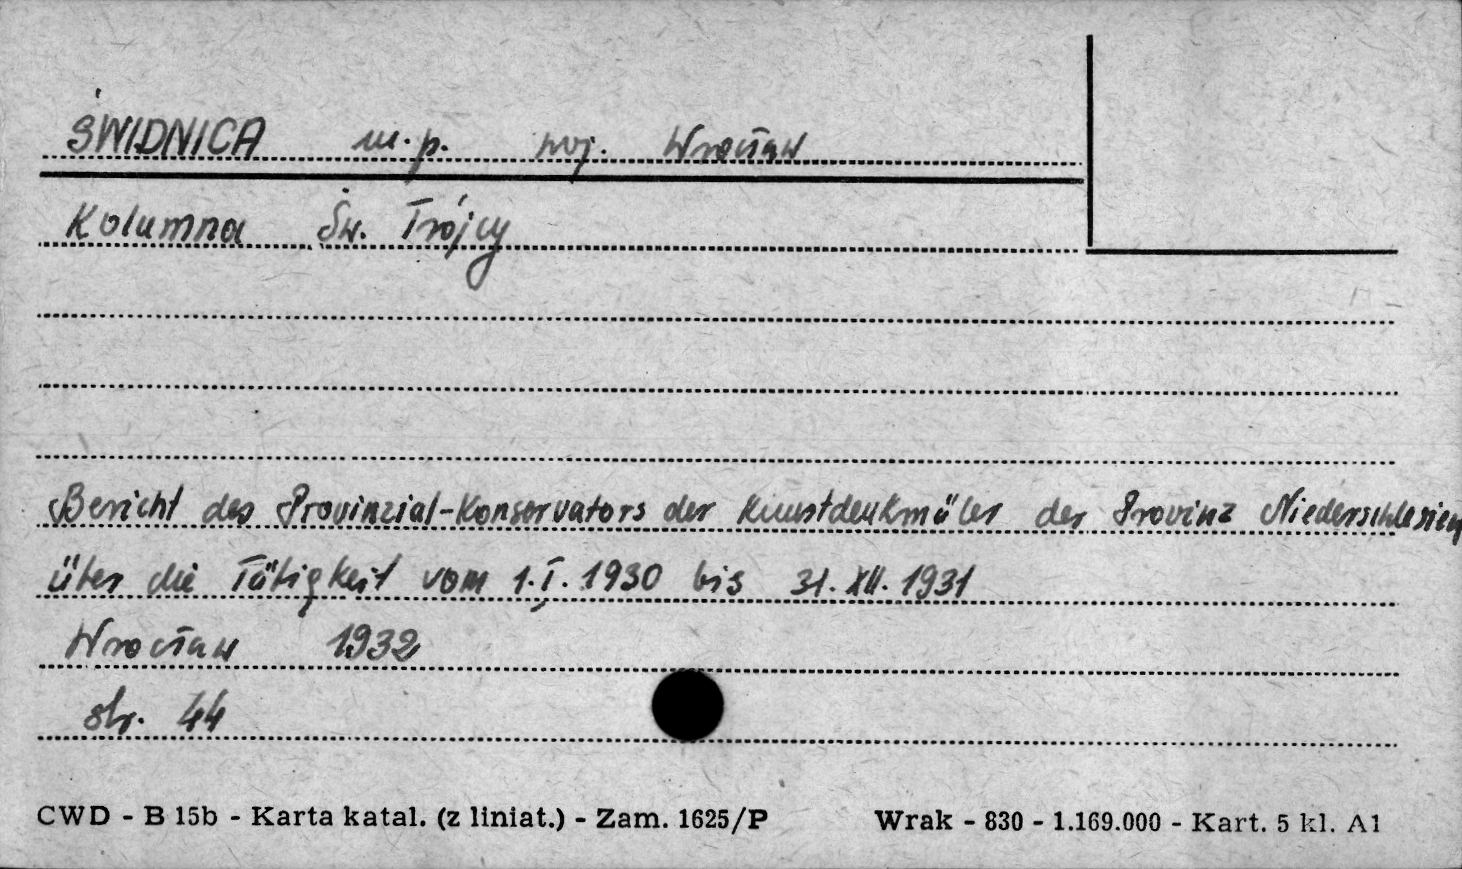 ŚWIDNICA m.p. woj. Wrocław
Kolumna Św. Trójcy
Bericht des Provinzial-Konservators der Kunstdenkmäler der Provinz Niederschlesien
über die Tätigkeit vom 1.I.1930 bis 31.XII.1931
Wrocław 1932
str. 44
CWD - B 15b - Karta katal. (z liniat.) - Zam. 1625/P Wrak - 830 - 1.169.000 - Kart. 5 kl. A1